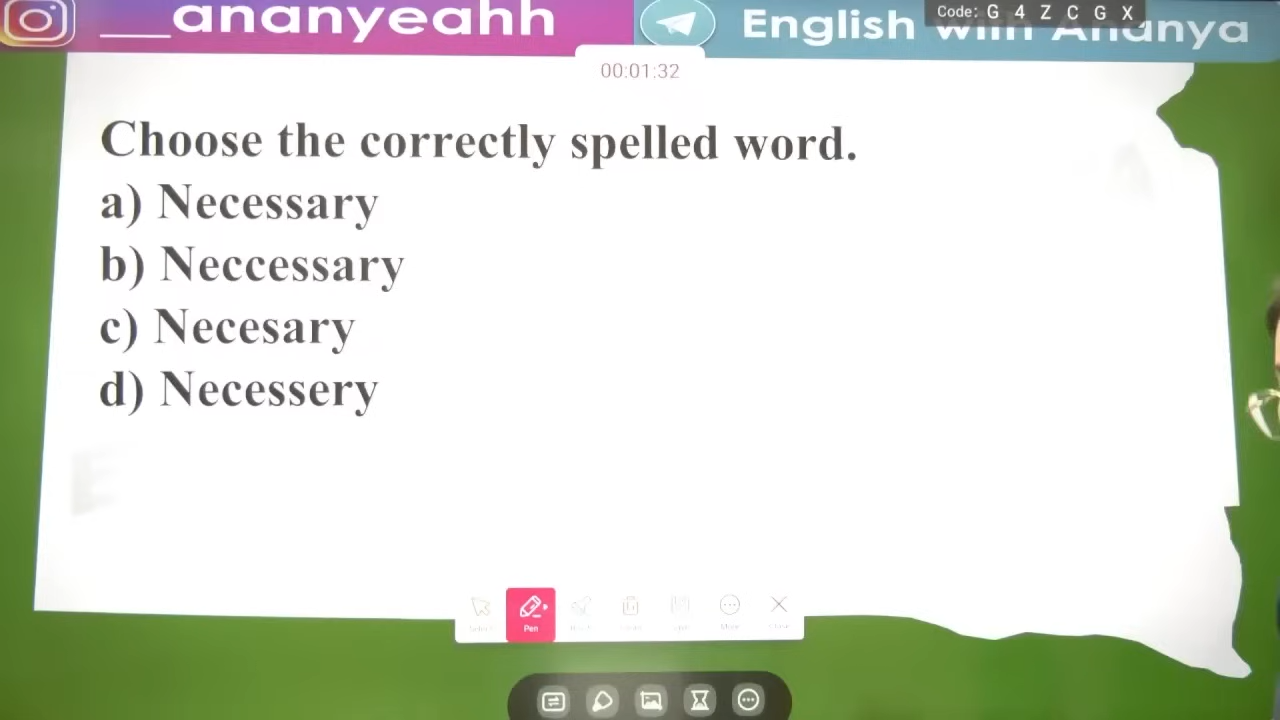 ___ananyeahh
English with Ananya
Code: G 4 Z C G X
00:01:32
Choose the correctly spelled word.
a) Necessary
b) Neccessary
c) Necesary
d) Necessery
E
Pen
More